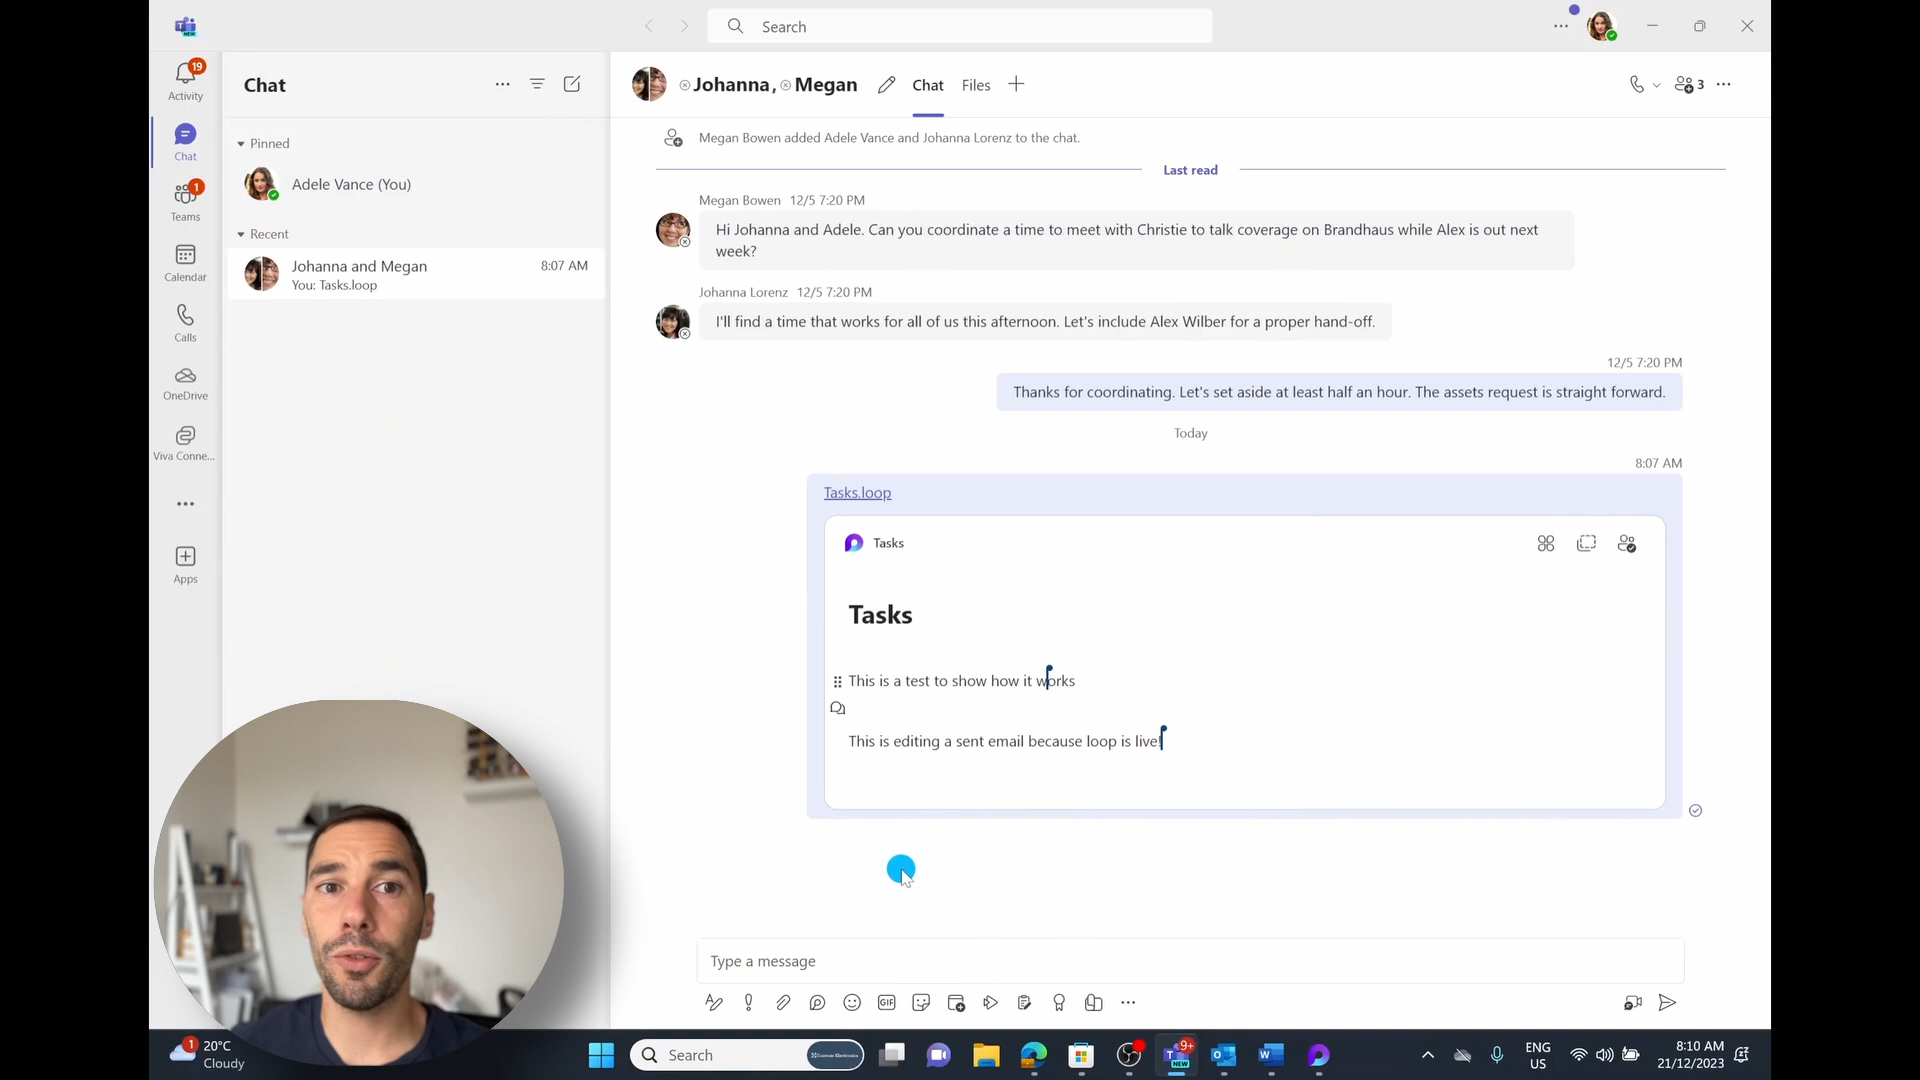 Search
19
Activity
Chat
1
Teams
Calendar
Calls
OneDrive
Viva Conne...
Apps
Chat
Pinned
Adele Vance (You)
Recent
Johanna and Megan
8:07 AM
You: Tasks.loop
Johanna, Megan
Chat
Files
3
Megan Bowen added Adele Vance and Johanna Lorenz to the chat.
Last read
Megan Bowen 12/5 7:20 PM
Hi Johanna and Adele. Can you coordinate a time to meet with Christie to talk coverage on Brandhaus while Alex is out next
week?
Johanna Lorenz 12/5 7:20 PM
I'll find a time that works for all of us this afternoon. Let's include Alex Wilber for a proper hand-off.
12/5 7:20 PM
Thanks for coordinating. Let's set aside at least half an hour. The assets request is straight forward.
Today
8:07 AM
Tasks.loop
Tasks
Tasks
This is a test to show how it works
This is editing a sent email because loop is live!
Type a message
GIF
1
20°C
Cloudy
Search
NEW
9+
ENG
US
8:10 AM
21/12/2023